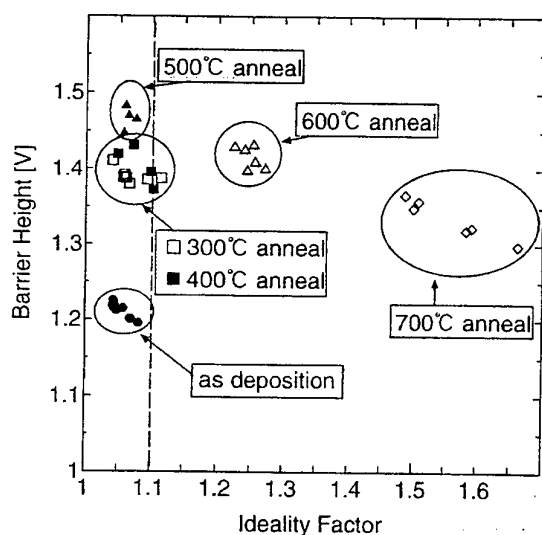 500℃ anneal
600℃ anneal
1.5
1.4
1.3
1.2
1.1
1
Barrier Height [V]
300℃ anneal
400℃ anneal
700℃ anneal
as deposition
1 1.1 1.2 1.3 1.4 1.5 1.6
Ideality Factor